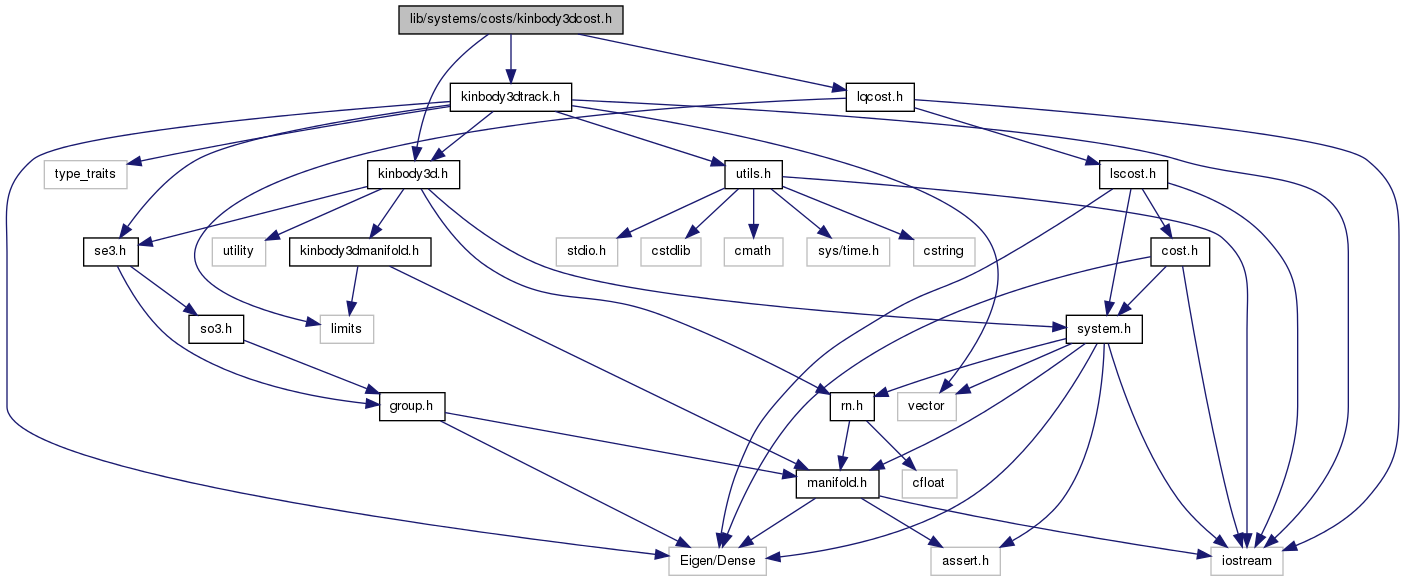 lib/systems/costs/kinbody3dcost.h
kinbody3dtrack.h
lqcost.h
type_traits
kinbody3d.h
utils.h
lscost.h
se3.h
utility
kinbody3dmanifold.h
stdio.h
cstdlib
cmath
sys/time.h
cstring
cost.h
so3.h
limits
system.h
group.h
rn.h
vector
manifold.h
cfloat
Eigen/Dense
assert.h
iostream